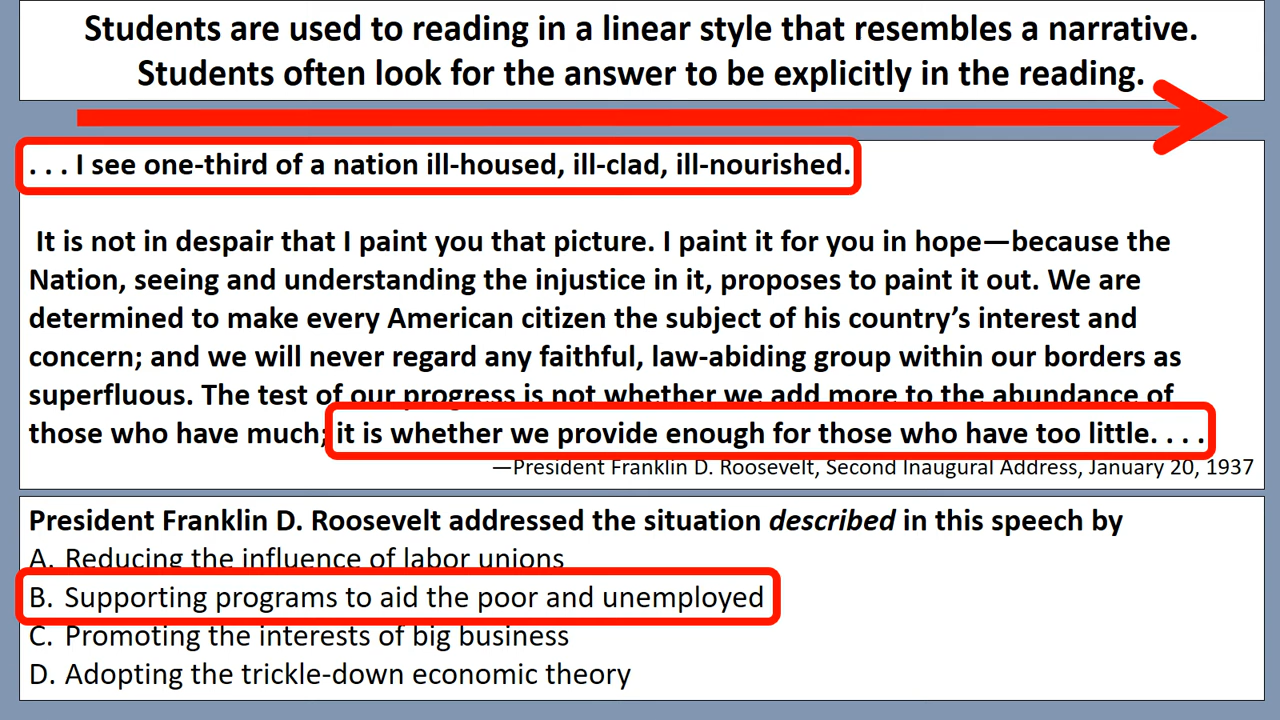 Students are used to reading in a linear style that resembles a narrative.
Students often look for the answer to be explicitly in the reading.
. . . I see one-third of a nation ill-housed, ill-clad, ill-nourished.
It is not in despair that I paint you that picture. I paint it for you in hope—because the
Nation, seeing and understanding the injustice in it, proposes to paint it out. We are
determined to make every American citizen the subject of his country’s interest and
concern; and we will never regard any faithful, law-abiding group within our borders as
superfluous. The test of our progress is not whether we add more to the abundance of
those who have much; it is whether we provide enough for those who have too little. . . .
—President Franklin D. Roosevelt, Second Inaugural Address, January 20, 1937
President Franklin D. Roosevelt addressed the situation described in this speech by
A. Reducing the influence of labor unions
B. Supporting programs to aid the poor and unemployed
C. Promoting the interests of big business
D. Adopting the trickle-down economic theory